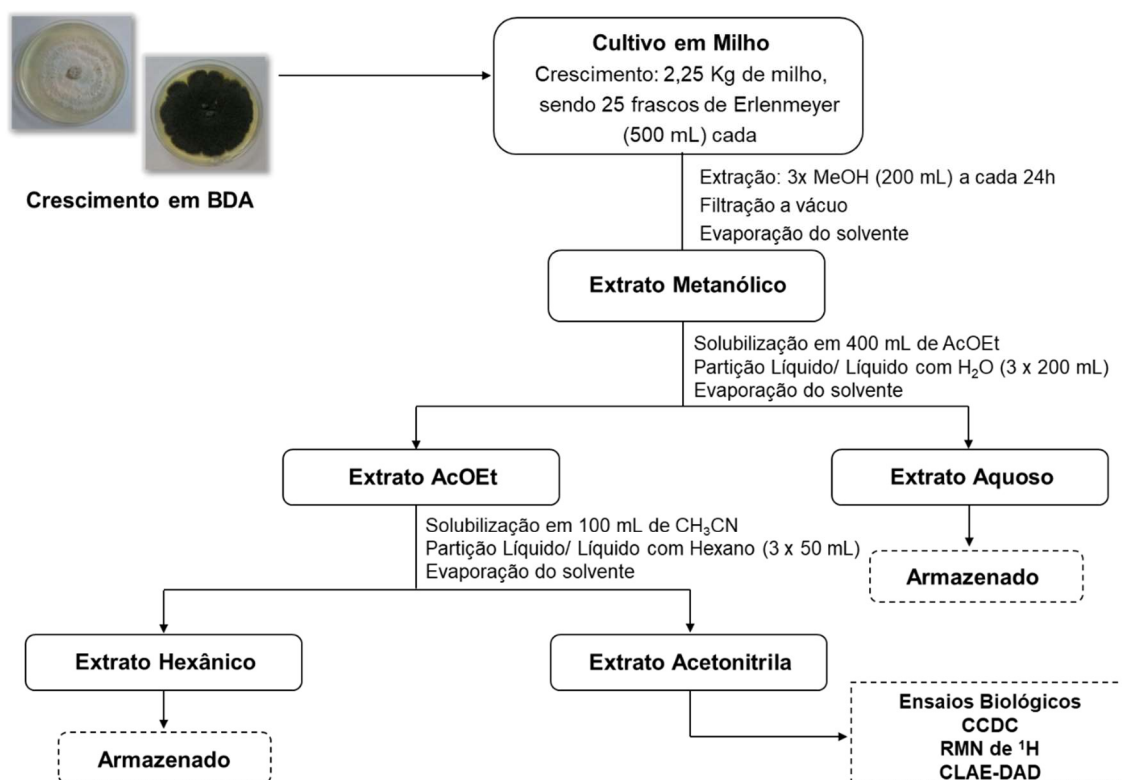 Cultivo em Milho
Crescimento: 2,25 Kg de milho,
sendo 25 frascos de Erlenmeyer
(500 mL) cada
Crescimento em BDA
Extração: 3x MeOH (200 mL) a cada 24h
Filtração a vácuo
Evaporação do solvente
Extrato Metanólico
Solubilização em 400 mL de AcOEt
Partição Líquido/ Líquido com H₂O (3 x 200 mL)
Evaporação do solvente
Extrato AcOEt
Extrato Aquoso
Solubilização em 100 mL de CH₃CN
Partição Líquido/ Líquido com Hexano (3 x 50 mL)
Evaporação do solvente
Armazenado
Extrato Hexânico
Extrato Acetonitrila
Armazenado
Ensaios Biológicos
CCDC
RMN de ¹H
CLAE-DAD